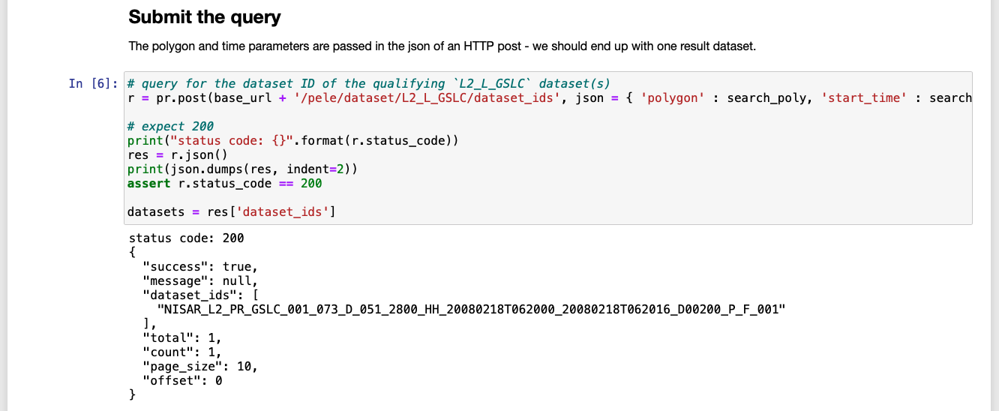 Submit the query
The polygon and time parameters are passed in the json of an HTTP post - we should end up with one result dataset.
In [6]: # query for the dataset ID of the qualifying `L2_L_GSLC` dataset(s)
r = pr.post(base_url + '/pele/dataset/L2_L_GSLC/dataset_ids', json = { 'polygon' : search_poly, 'start_time' : search
# expect 200
print("status code: {}".format(r.status_code))
res = r.json()
print(json.dumps(res, indent=2))
assert r.status_code == 200
datasets = res['dataset_ids']
status code: 200
{
  "success": true,
  "message": null,
  "dataset_ids": [
    "NISAR_L2_PR_GSLC_001_073_D_051_2800_HH_20080218T062000_20080218T062016_D00200_P_F_001"
  ],
  "total": 1,
  "count": 1,
  "page_size": 10,
  "offset": 0
}